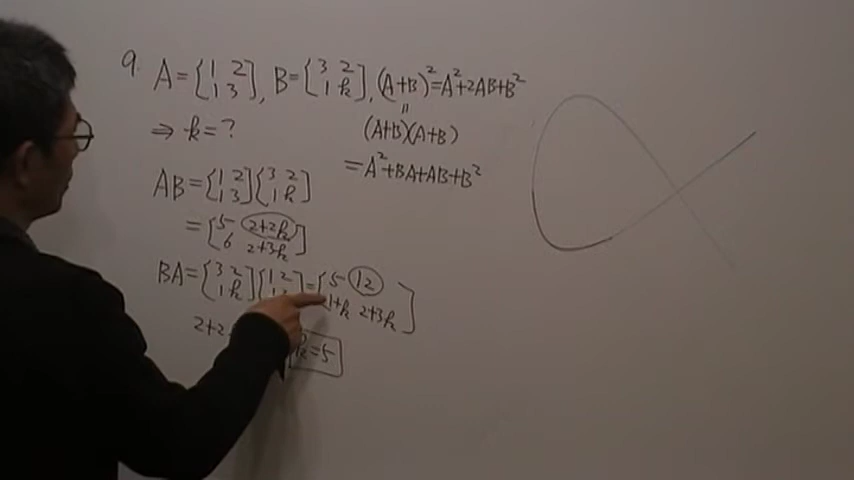 9. A = [1 2 1 3], B = [3 2 1 k], (A+B)² = A²+2AB+B²
⇒ k = ?
"
(A+B)(A+B)
= A²+BA+AB+B²
AB = [1 2 1 3][3 2 1 k]
= [5 2+2k 6 2+3k]
BA = [3 2 1 k][1 2 = [5 12 1+k 2+3k]
2+2
k=5